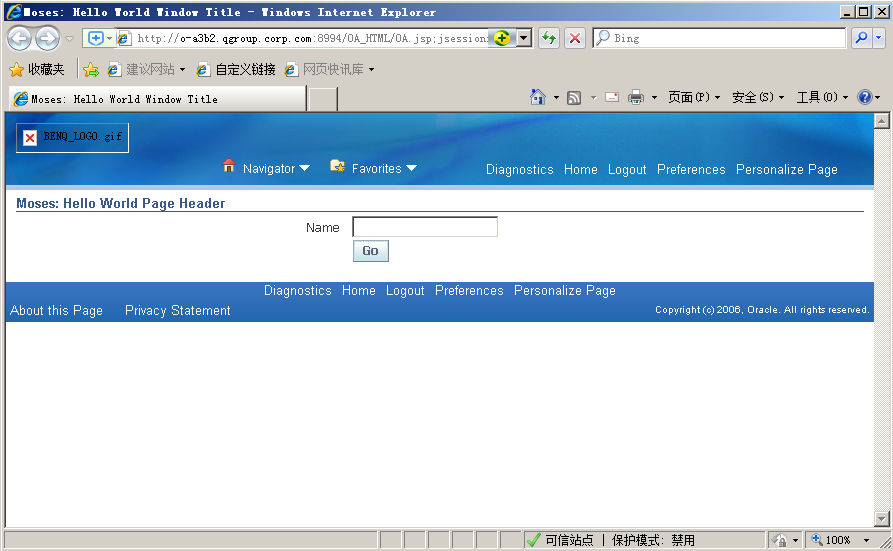 Moses: Hello World Window Title - Windows Internet Explorer
http://o-a3b2.qgroup.corp.com:8994/OA_HTML/OA.jsp;jsession
Bing
收藏夹 建议网站 自定义链接 网页快讯库
Moses: Hello World Window Title
页面(P) 安全(S) 工具(O)
BENQ_LOGO.gif
Navigator Favorites Diagnostics Home Logout Preferences Personalize Page
Moses: Hello World Page Header
Name
Go
Diagnostics Home Logout Preferences Personalize Page
About this Page Privacy Statement Copyright (c) 2006, Oracle. All rights reserved.
可信站点 | 保护模式: 禁用 100%